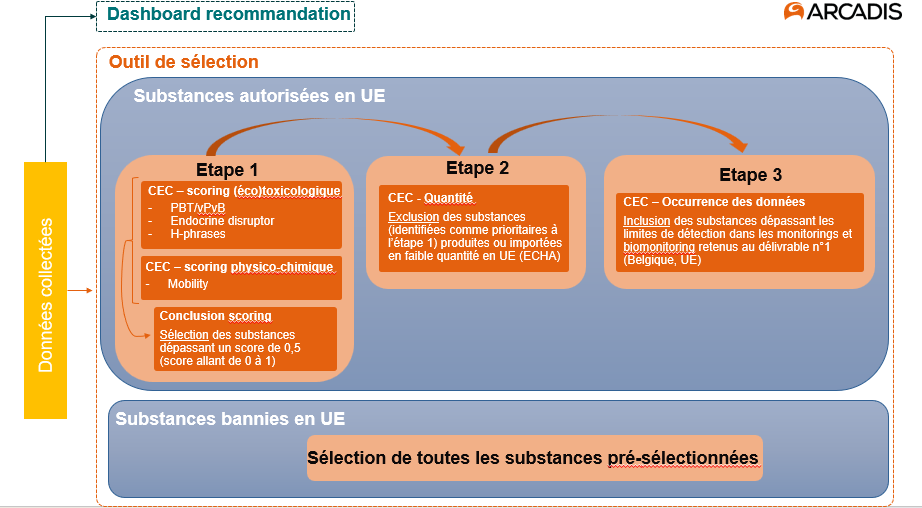 Dashboard recommandation
ARCADIS
Outil de sélection
Substances autorisées en UE
Données collectées
Etape 1
CEC – scoring (éco)toxicologique
- PBT/vPvB
- Endocrine disruptor
- H-phrases
CEC – scoring physico-chimique
- Mobility
Conclusion scoring
Sélection des substances
dépassant un score de 0,5
(score allant de 0 à 1)
Etape 2
CEC - Quantité
Exclusion des substances
(identifiées comme prioritaires à
l'étape 1) produites ou importées
en faible quantité en UE (ECHA)
Etape 3
CEC – Occurrence des données
Inclusion des substances dépassant les
limites de détection dans les monitorings et
biomonitoring retenus au délivrable n°1
(Belgique, UE)
Substances bannies en UE
Sélection de toutes les substances pré-sélectionnées